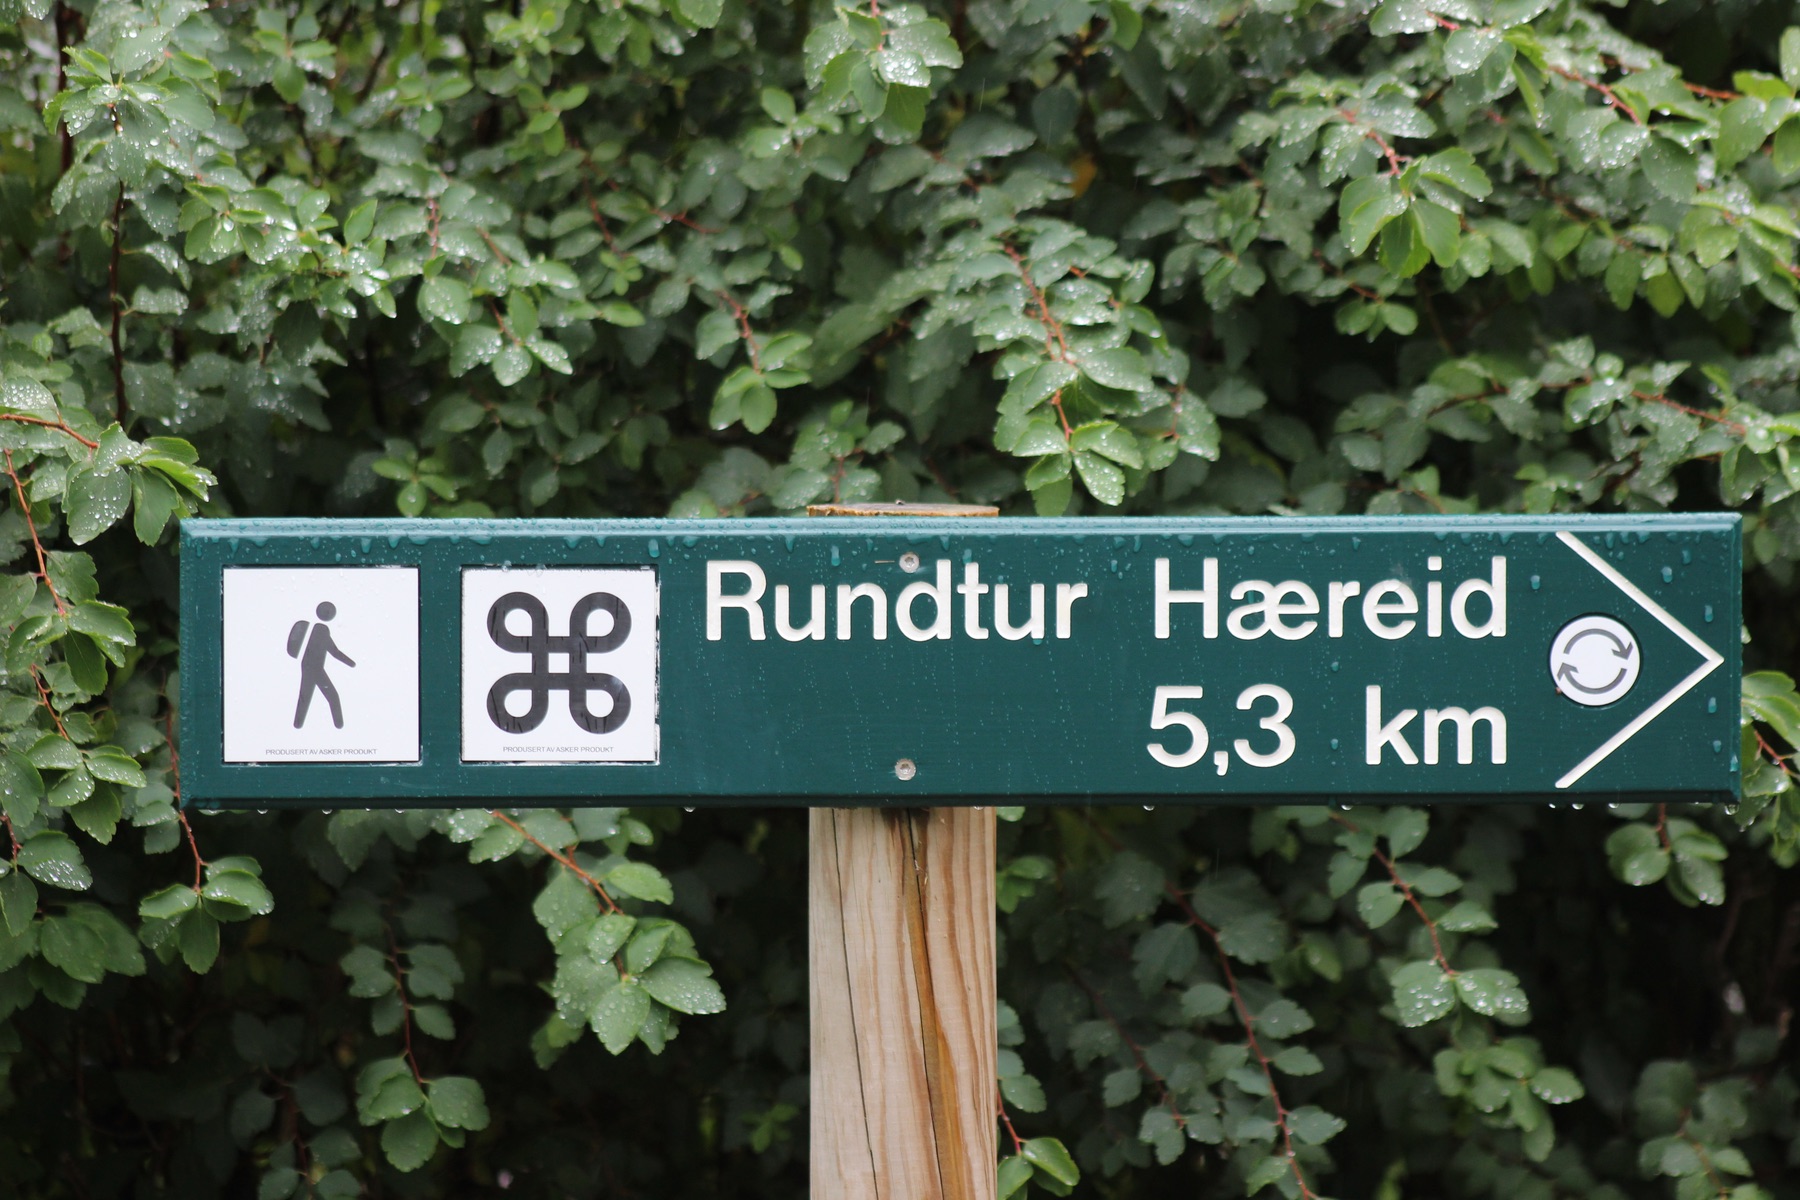 Rundtur Hæreid
5,3 km
PRODUSERT AV ASKER PRODUKT
PRODUSERT AV ASKER PRODUKT